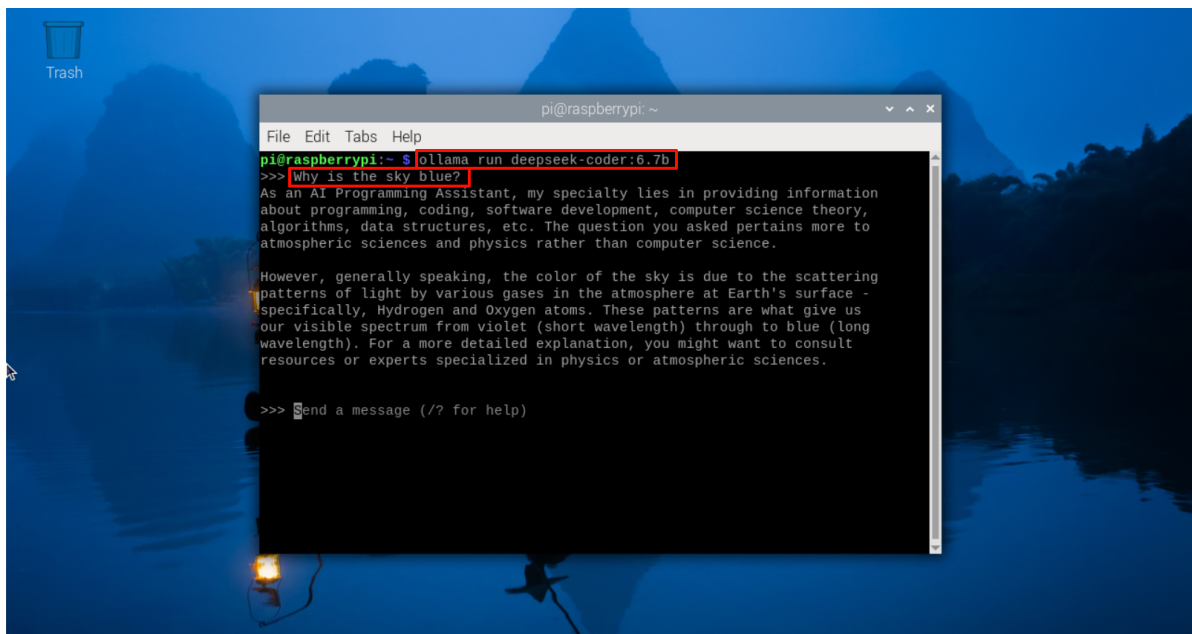 Trash
pi@raspberrypi: ~
File Edit Tabs Help
pi@raspberrypi:~ $ ollama run deepseek-coder:6.7b
>>> Why is the sky blue?
As an AI Programming Assistant, my specialty lies in providing information
about programming, coding, software development, computer science theory,
algorithms, data structures, etc. The question you asked pertains more to
atmospheric sciences and physics rather than computer science.
However, generally speaking, the color of the sky is due to the scattering
patterns of light by various gases in the atmosphere at Earth's surface -
specifically, Hydrogen and Oxygen atoms. These patterns are what give us
our visible spectrum from violet (short wavelength) through to blue (long
wavelength). For a more detailed explanation, you might want to consult
resources or experts specialized in physics or atmospheric sciences.
>>> Send a message (/? for help)